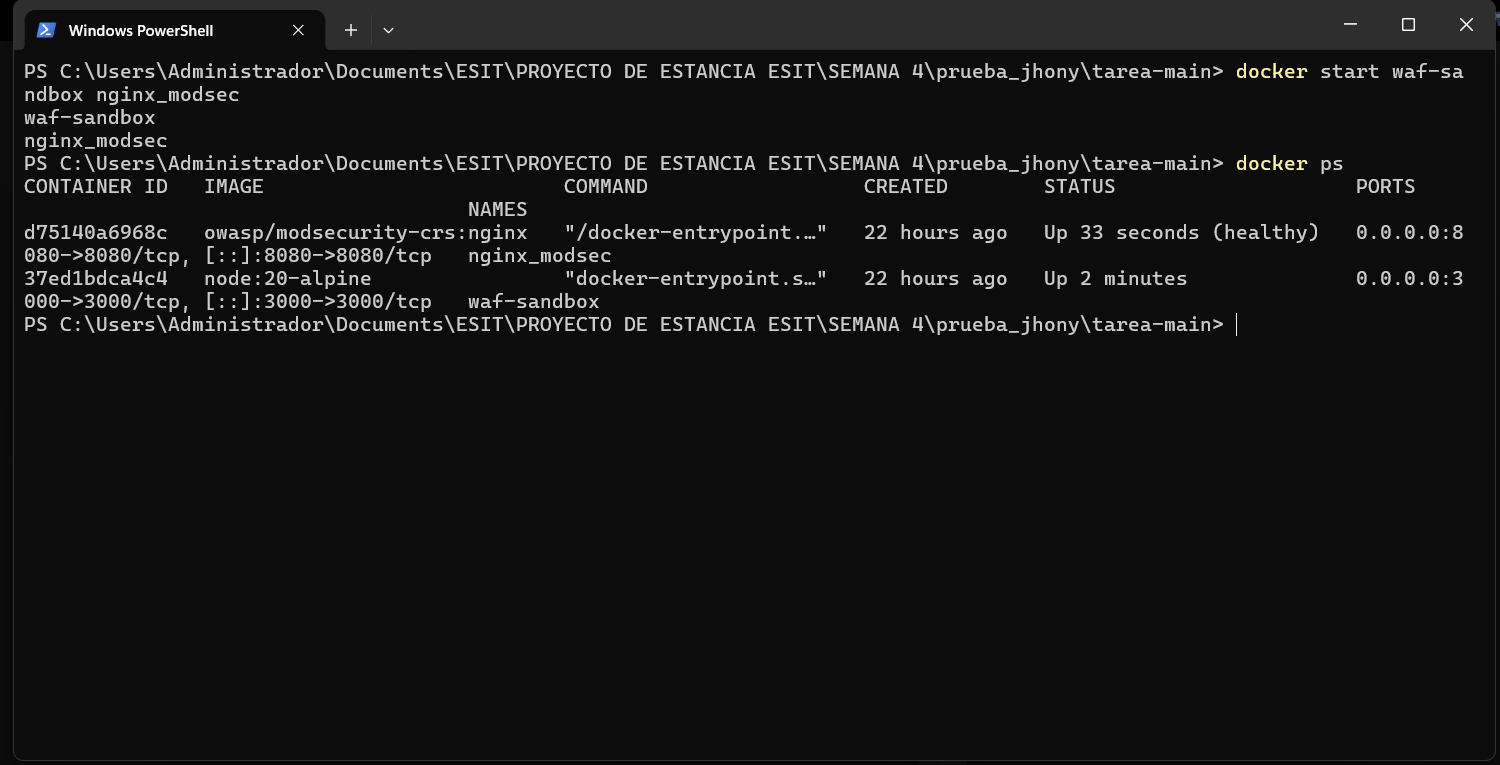 Windows PowerShell
PS C:\Users\Administrador\Documents\ESIT\PROYECTO DE ESTANCIA ESIT\SEMANA 4\prueba_jhony\tarea-main> docker start waf-sa
ndbox nginx_modsec
waf-sandbox
nginx_modsec
PS C:\Users\Administrador\Documents\ESIT\PROYECTO DE ESTANCIA ESIT\SEMANA 4\prueba_jhony\tarea-main> docker ps
CONTAINER ID   IMAGE                         COMMAND                  CREATED        STATUS                    PORTS
                                     NAMES
d75140a6968c   owasp/modsecurity-crs:nginx   "/docker-entrypoint.…"   22 hours ago   Up 33 seconds (healthy)   0.0.0.0:8
080->8080/tcp, [::]:8080->8080/tcp   nginx_modsec
37ed1bdca4c4   node:20-alpine                "docker-entrypoint.s…"   22 hours ago   Up 2 minutes              0.0.0.0:3
000->3000/tcp, [::]:3000->3000/tcp   waf-sandbox
PS C:\Users\Administrador\Documents\ESIT\PROYECTO DE ESTANCIA ESIT\SEMANA 4\prueba_jhony\tarea-main>